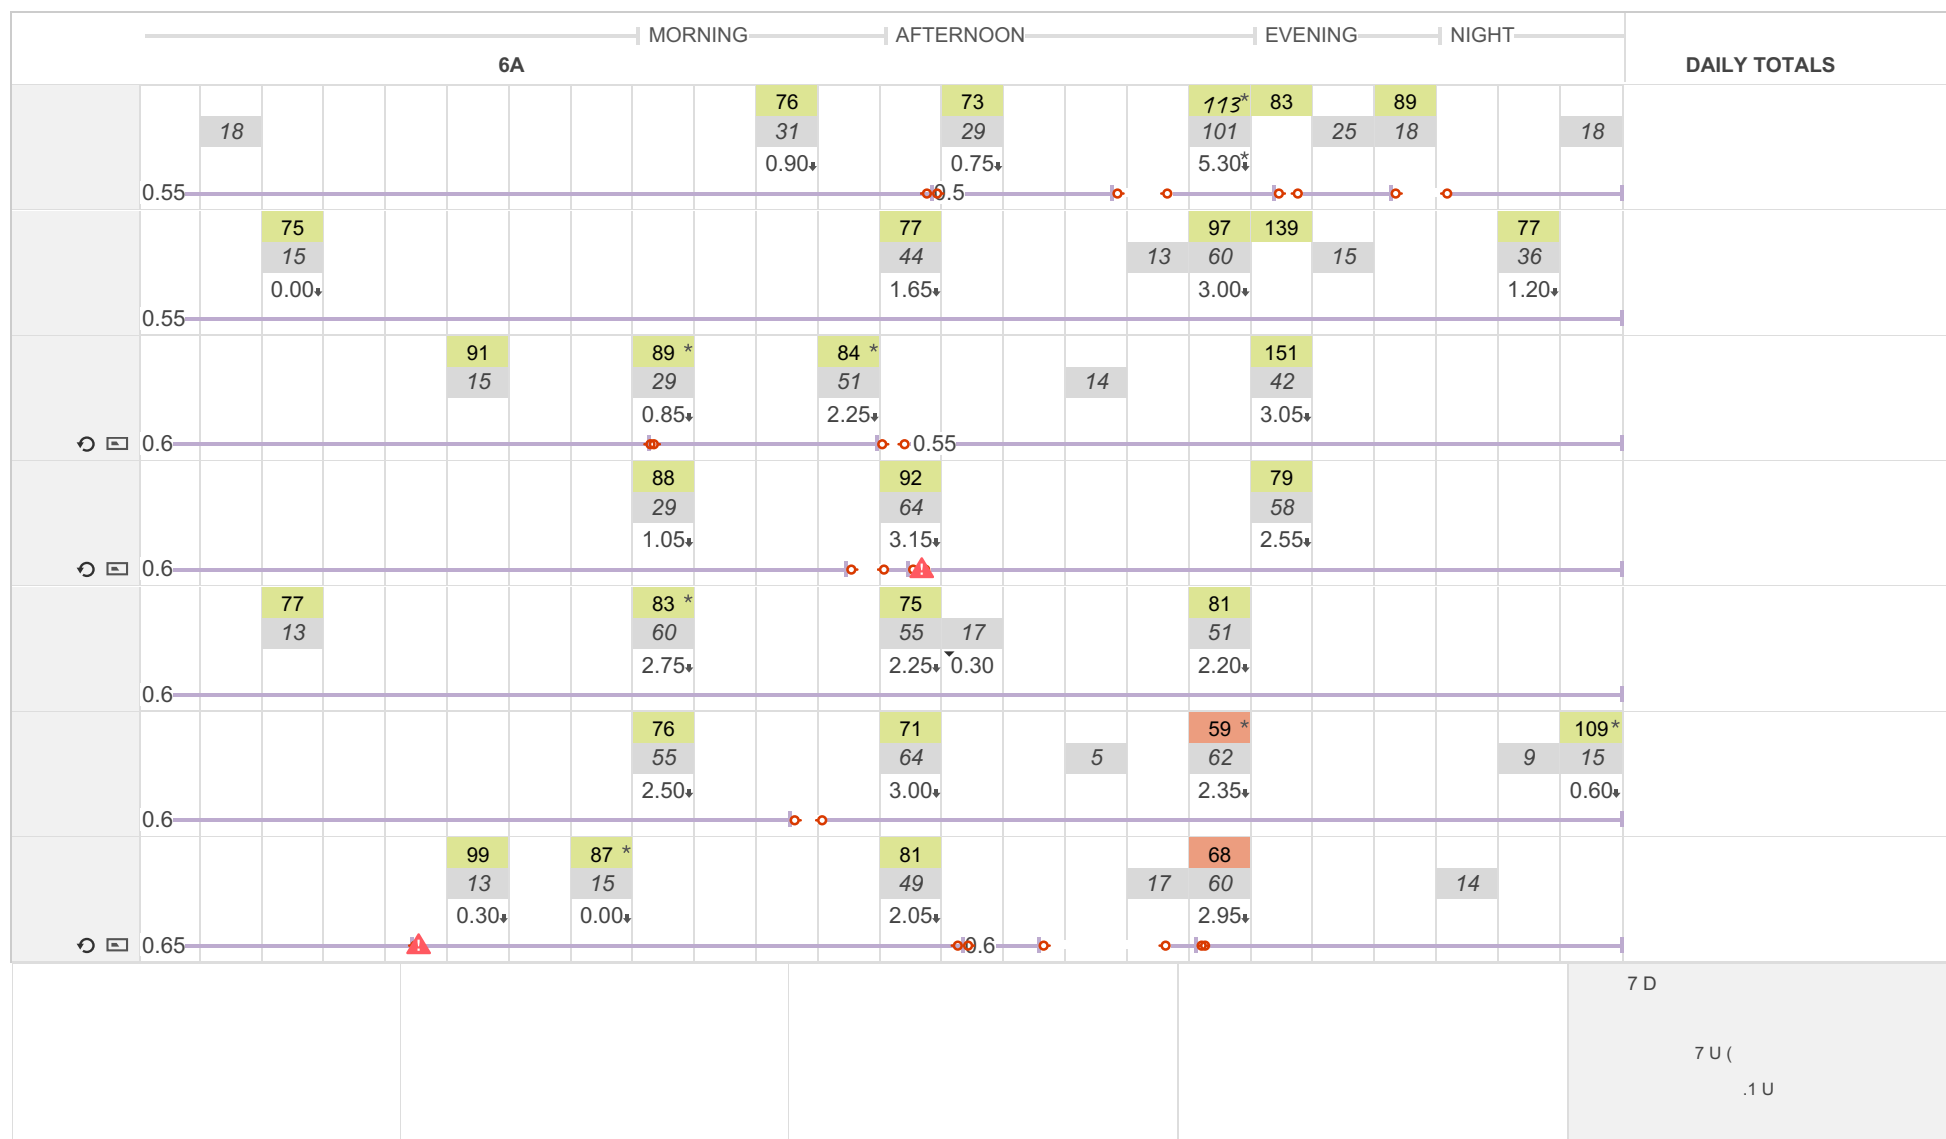 MORNING AFTERNOON EVENING NIGHT
6A DAILY TOTALS
76 73 113* 83 89
18 31 29 101 25 18 18
0.90 0.75 5.30*
0.55 0.5
75 77 97 139 77
15 44 13 60 15 36
0.00 1.65 3.00 1.20
0.55
91 89 * 84 * 151
15 29 51 14 42
0.85 2.25 3.05
0.6 0.55
88 92 79
29 64 58
1.05 3.15 2.55
0.6
77 83 * 75 81
13 60 55 17 51
2.75 2.25 0.30 2.20
0.6
76 71 59 * 109*
55 64 5 62 9 15
2.50 3.00 2.35 0.60
0.6
99 87 * 81 68
13 15 49 17 60 14
0.30 0.00 2.05 2.95
0.65 0.6
7 D
7 U (
.1 U